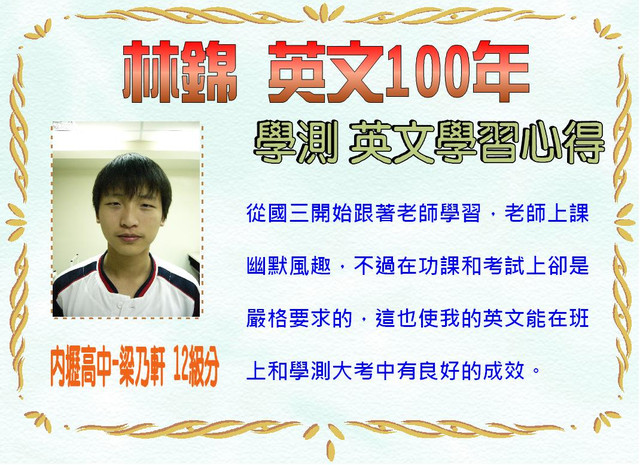 林錦 英文100年
學測 英文學習心得
從國三開始跟著老師學習，老師上課
幽默風趣，不過在功課和考試上卻是
嚴格要求的，這也使我的英文能在班
上和學測大考中有良好的成效。
內壢高中-梁乃軒 12級分